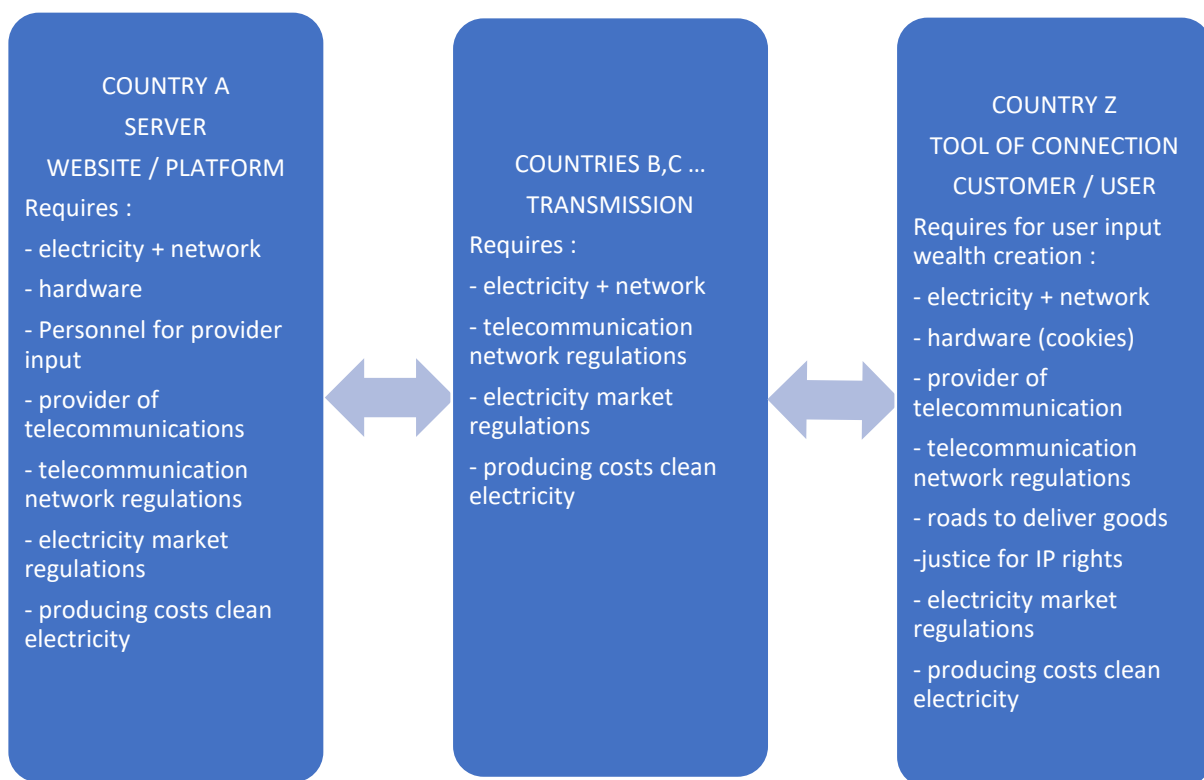 COUNTRY A
SERVER
WEBSITE / PLATFORM
Requires :
- electricity + network
- hardware
- Personnel for provider
input
- provider of
telecommunications
- telecommunication
network regulations
- electricity market
regulations
- producing costs clean
electricity
COUNTRIES B,C ...
TRANSMISSION
Requires :
- electricity + network
- telecommunication
network regulations
- electricity market
regulations
- producing costs clean
electricity
COUNTRY Z
TOOL OF CONNECTION
CUSTOMER / USER
Requires for user input
wealth creation :
- electricity + network
- hardware (cookies)
- provider of
telecommunication
- telecommunication
network regulations
- roads to deliver goods
-justice for IP rights
- electricity market
regulations
- producing costs clean
electricity